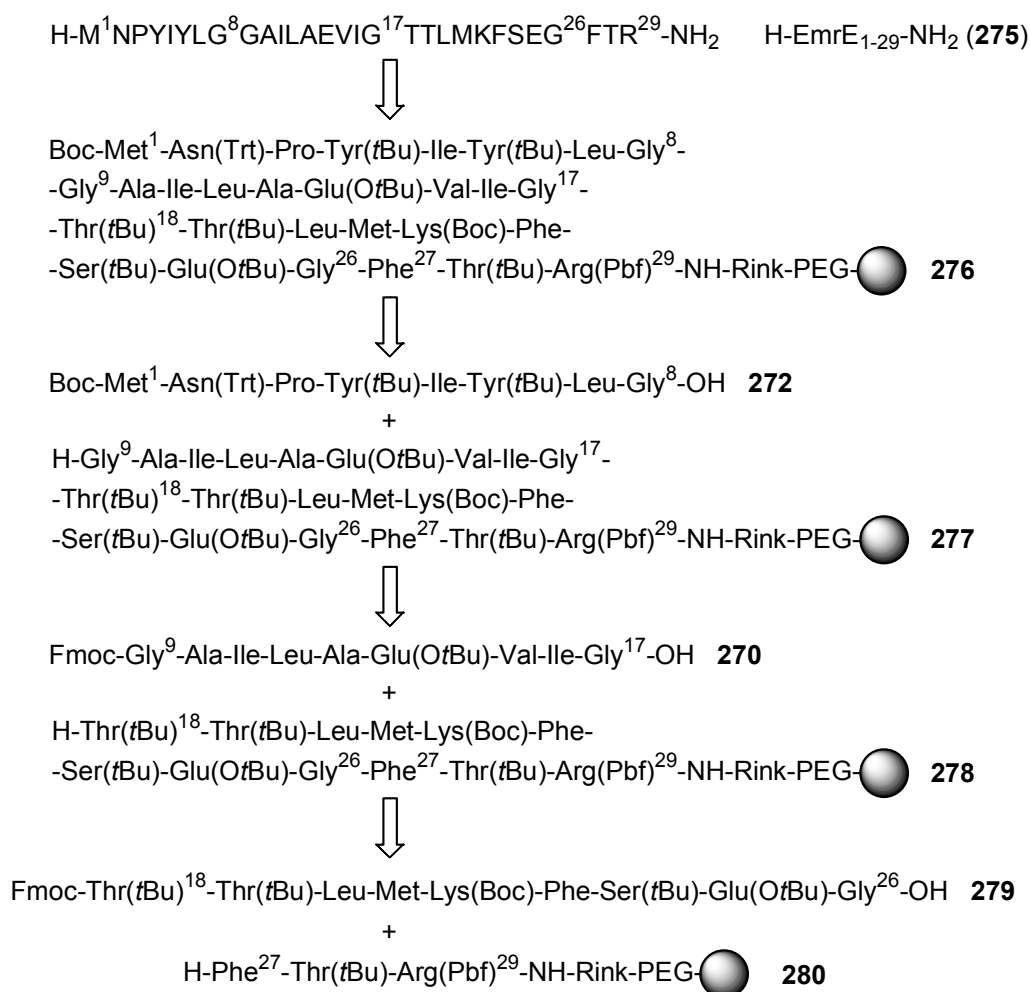 H-M¹NPYIYLG⁸GAILAEVIG¹⁷TTLMKFSEG²⁶FTR²⁹-NH₂ H-EmrE₁₋₂₉-NH₂ (275)
Boc-Met¹-Asn(Trt)-Pro-Tyr(tBu)-Ile-Tyr(tBu)-Leu-Gly⁸-
-Gly⁹-Ala-Ile-Leu-Ala-Glu(OtBu)-Val-Ile-Gly¹⁷-
-Thr(tBu)¹⁸-Thr(tBu)-Leu-Met-Lys(Boc)-Phe-
-Ser(tBu)-Glu(OtBu)-Gly²⁶-Phe²⁷-Thr(tBu)-Arg(Pbf)²⁹-NH-Rink-PEG- 276
Boc-Met¹-Asn(Trt)-Pro-Tyr(tBu)-Ile-Tyr(tBu)-Leu-Gly⁸-OH 272
+
H-Gly⁹-Ala-Ile-Leu-Ala-Glu(OtBu)-Val-Ile-Gly¹⁷-
-Thr(tBu)¹⁸-Thr(tBu)-Leu-Met-Lys(Boc)-Phe-
-Ser(tBu)-Glu(OtBu)-Gly²⁶-Phe²⁷-Thr(tBu)-Arg(Pbf)²⁹-NH-Rink-PEG- 277
Fmoc-Gly⁹-Ala-Ile-Leu-Ala-Glu(OtBu)-Val-Ile-Gly¹⁷-OH 270
+
H-Thr(tBu)¹⁸-Thr(tBu)-Leu-Met-Lys(Boc)-Phe-
-Ser(tBu)-Glu(OtBu)-Gly²⁶-Phe²⁷-Thr(tBu)-Arg(Pbf)²⁹-NH-Rink-PEG- 278
Fmoc-Thr(tBu)¹⁸-Thr(tBu)-Leu-Met-Lys(Boc)-Phe-Ser(tBu)-Glu(OtBu)-Gly²⁶-OH 279
+
H-Phe²⁷-Thr(tBu)-Arg(Pbf)²⁹-NH-Rink-PEG- 280